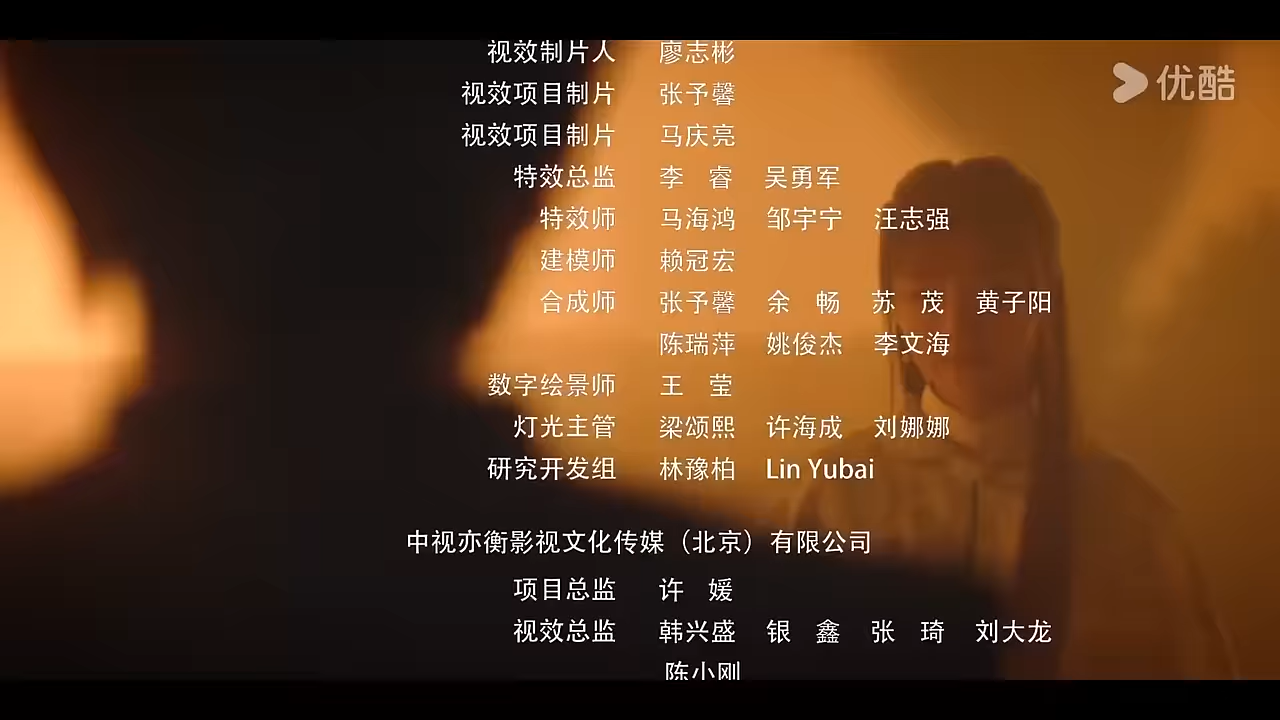 视效制片人 廖志彬
优酷
视效项目制片 张予馨
视效项目制片 马庆亮
特效总监 李 睿 吴勇军
特效师 马海鸿 邹宇宁 汪志强
建模师 赖冠宏
合成师 张予馨 余 畅 苏 茂 黄子阳
陈瑞萍 姚俊杰 李文海
数字绘景师 王 莹
灯光主管 梁颂熙 许海成 刘娜娜
研究开发组 林豫柏 Lin Yubai
中视亦衡影视文化传媒（北京）有限公司
项目总监 许 媛
视效总监 韩兴盛 银 鑫 张 琦 刘大龙
陈小刚